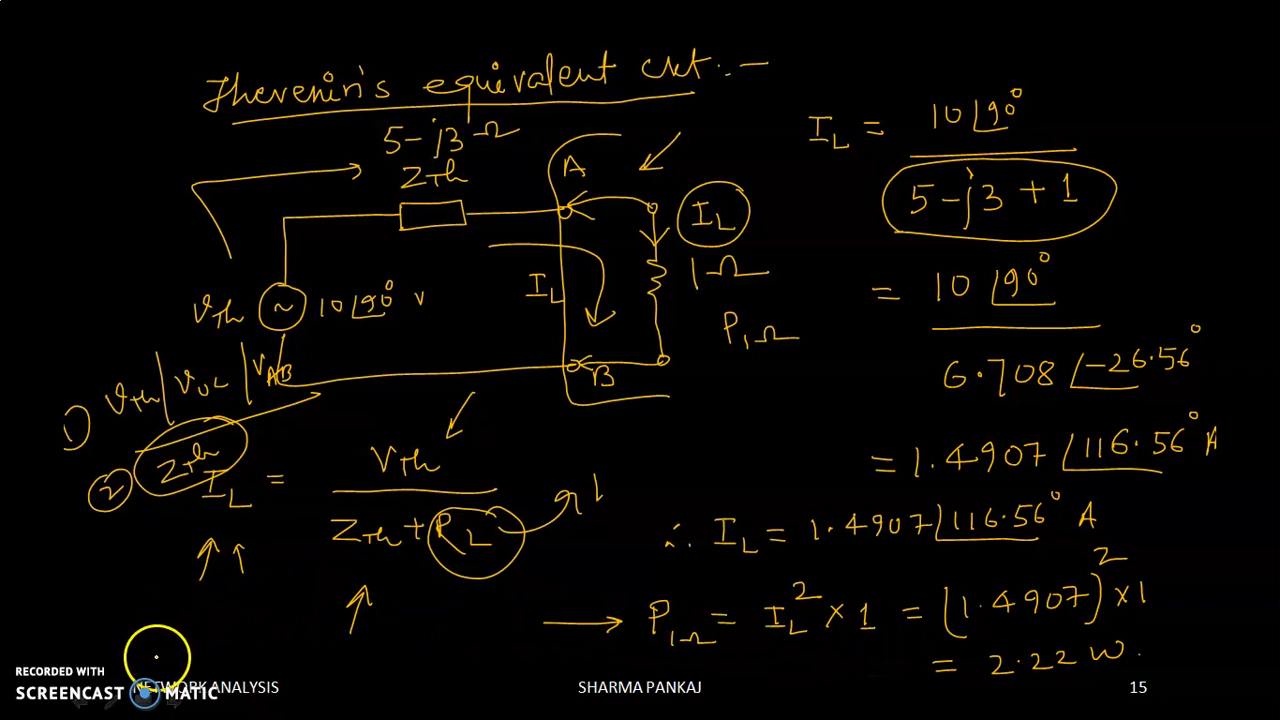 Thevenin's equivalent ckt :-
5-j3 Ω
ZTh
A
IL
1Ω
IL
VTh ~ 10∠90° V
P1Ω
B
1) VTh | VOC | VAB
2) ZTh
IL = VTh / ZTh + RL
IL = 10∠90° / 5-j3+1
= 10∠90° / 6.708∠-26.56°
= 1.4907∠116.56° A
∴ IL = 1.4907∠116.56° A
→ P1Ω = IL² × 1 = (1.4907)² × 1
= 2.22 W.
RECORDED WITH
SCREENCAST MATIC
NETWORK ANALYSIS
SHARMA PANKAJ
15